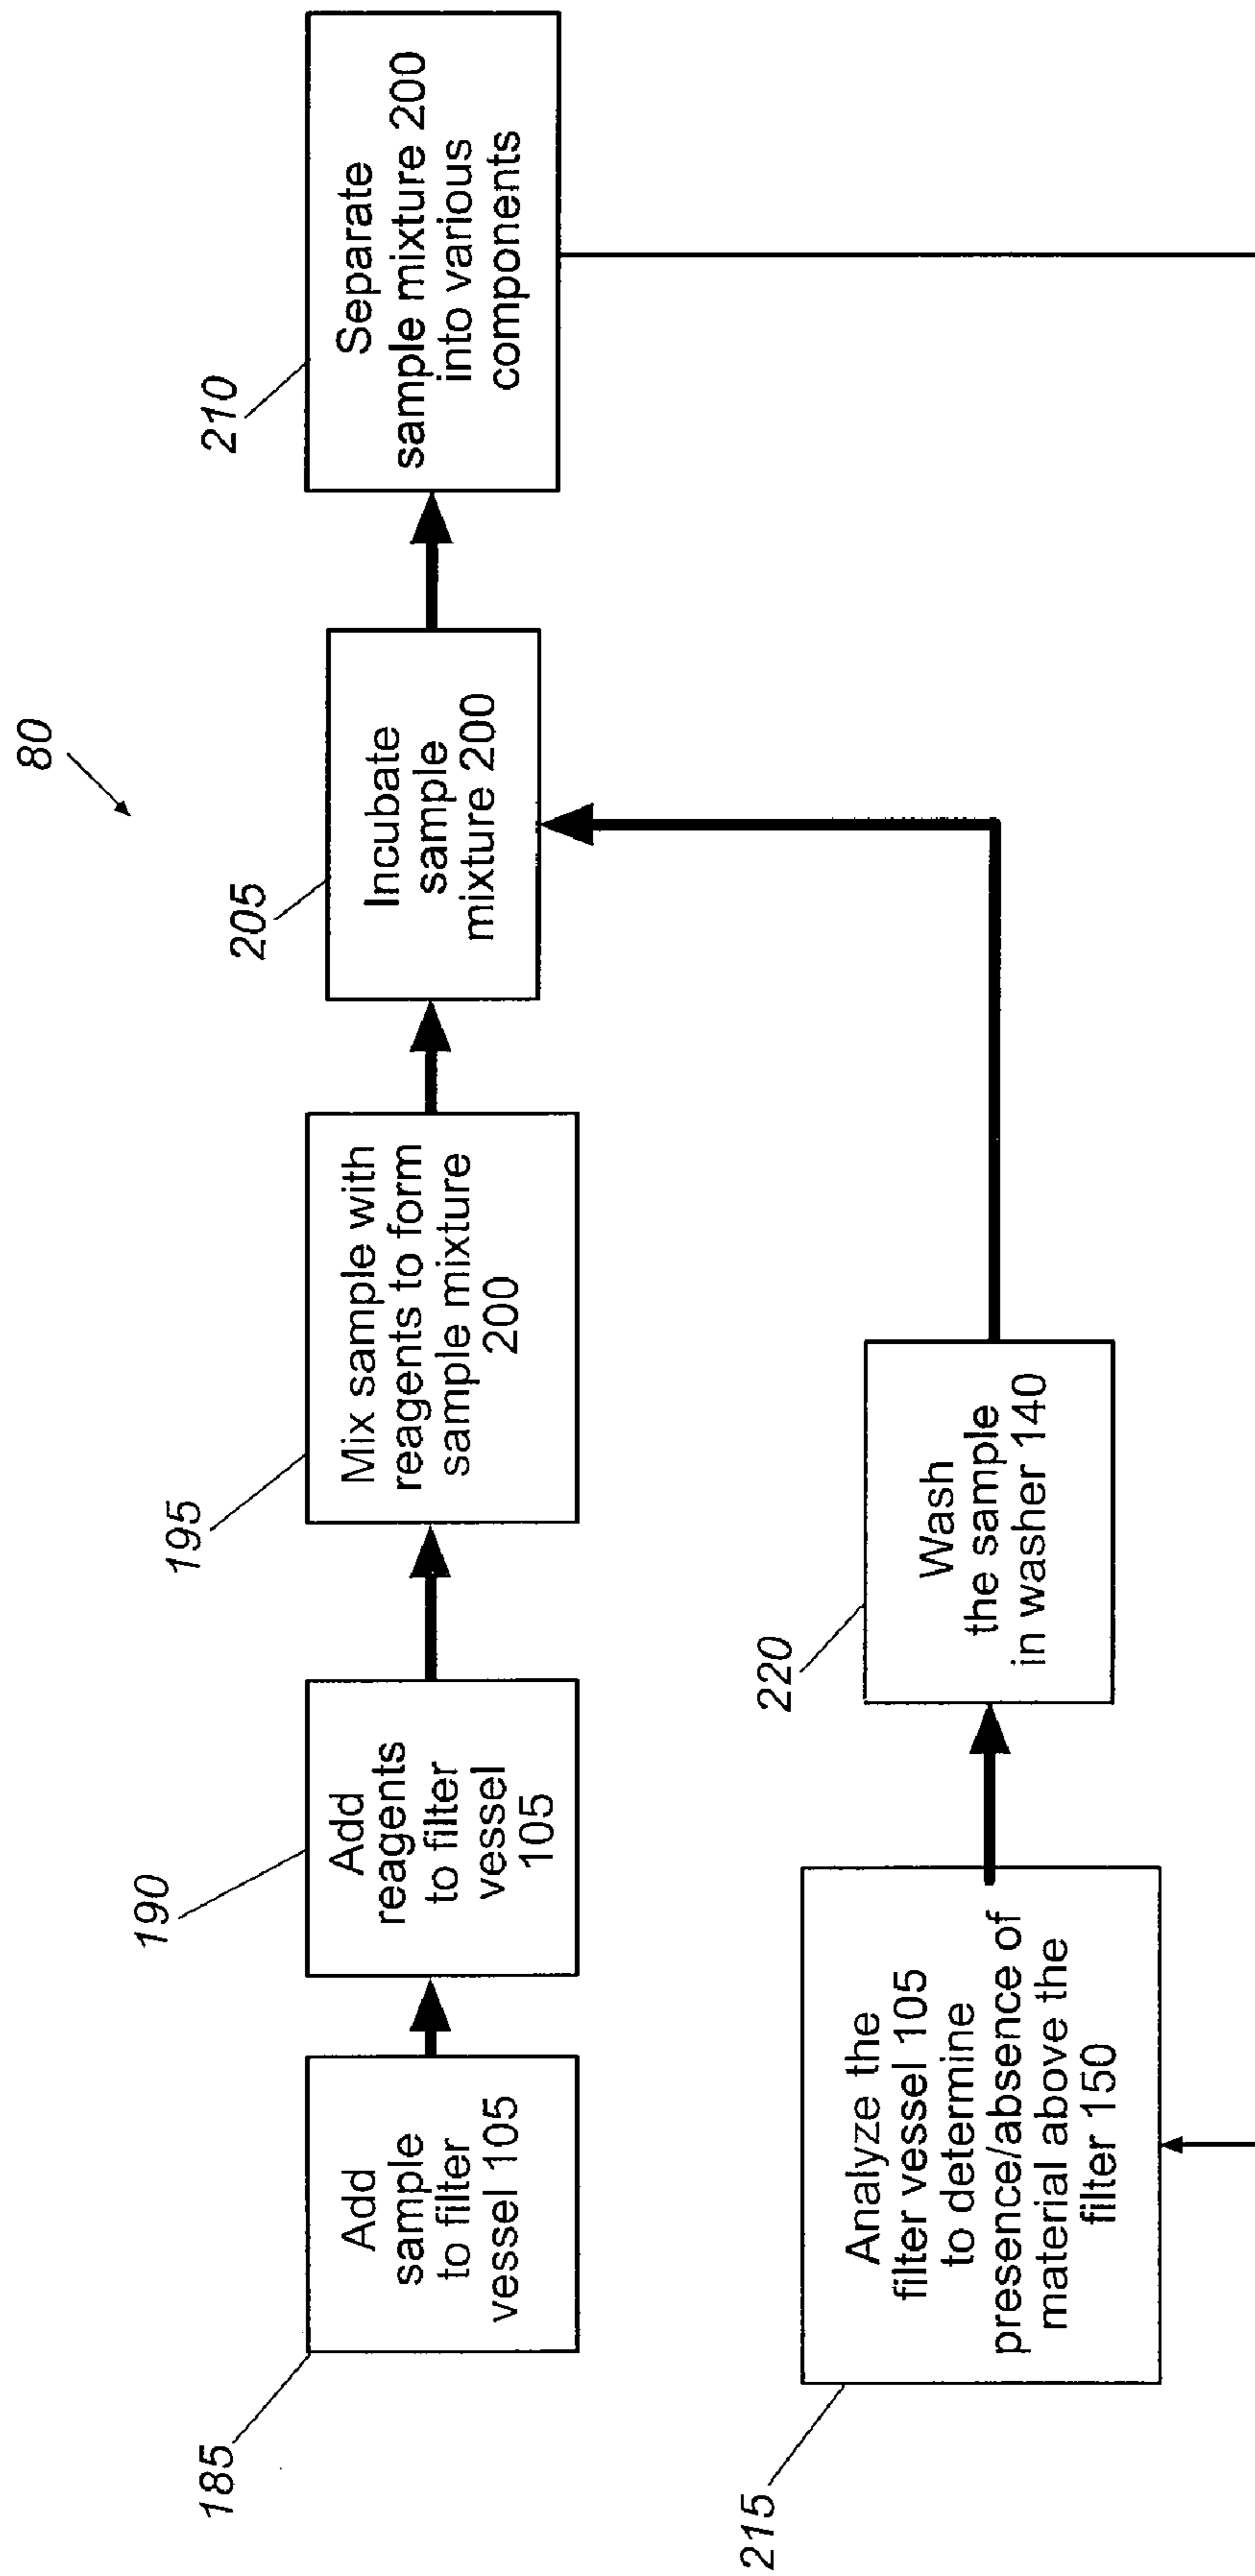 80
185
Add
sample
to filter
vessel 105
190
Add
reagents
to filter
vessel
105
195
Mix sample with
reagents to form
sample mixture
200
205
Incubate
sample
mixture 200
210
Separate
sample mixture 200
into various
components
215
Analyze the
filter vessel 105
to determine
presence/absence of
material above the
filter 150
220
Wash
the sample
in washer 140